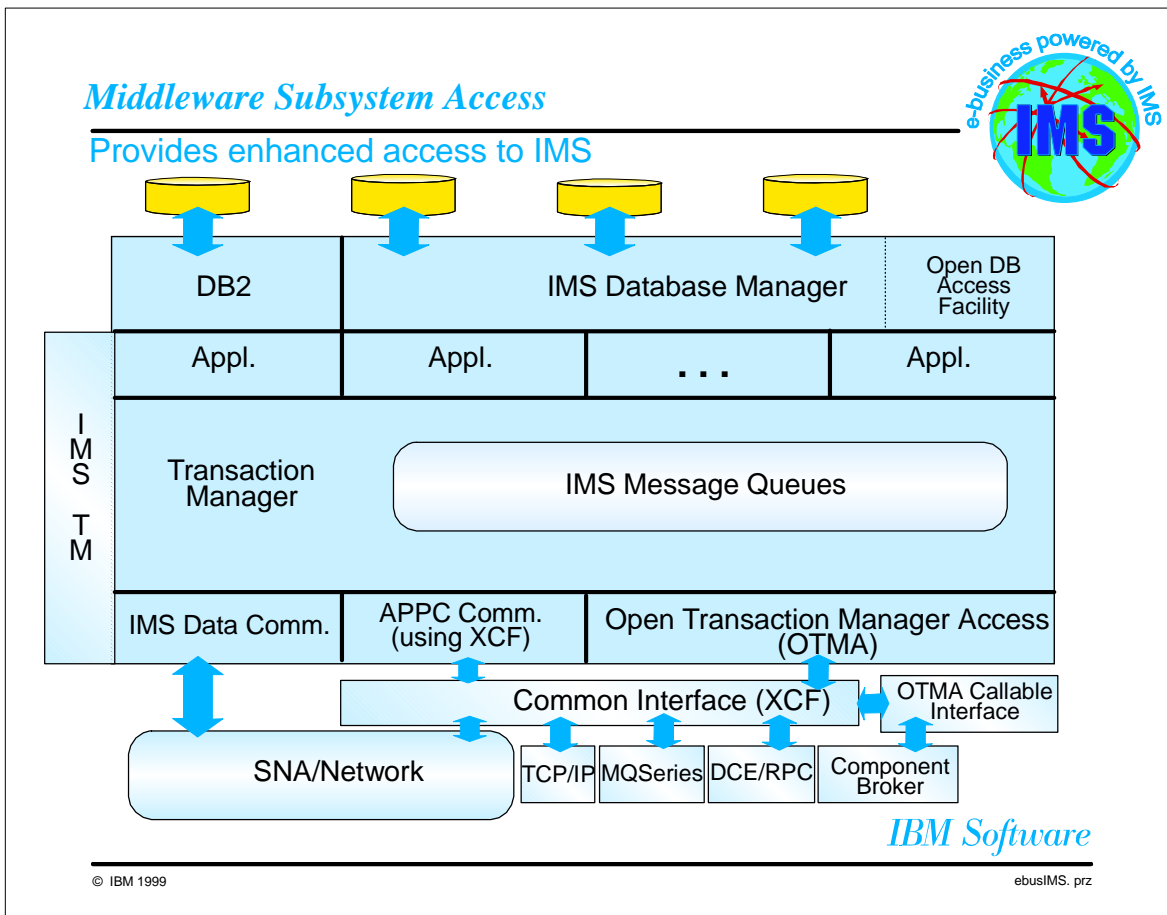 e-business powered by IMS
IMS
Middleware Subsystem Access
Provides enhanced access to IMS
DB2
IMS Database Manager
Open DB
Access
Facility
Appl.
Appl.
. . .
Appl.
I
M
S
T
M
Transaction
Manager
IMS Message Queues
IMS Data Comm.
APPC Comm.
(using XCF)
Open Transaction Manager Access
(OTMA)
Common Interface (XCF)
OTMA Callable
Interface
SNA/Network
TCP/IP
MQSeries
DCE/RPC
Component
Broker
IBM Software
© IBM 1999
ebusIMS. prz